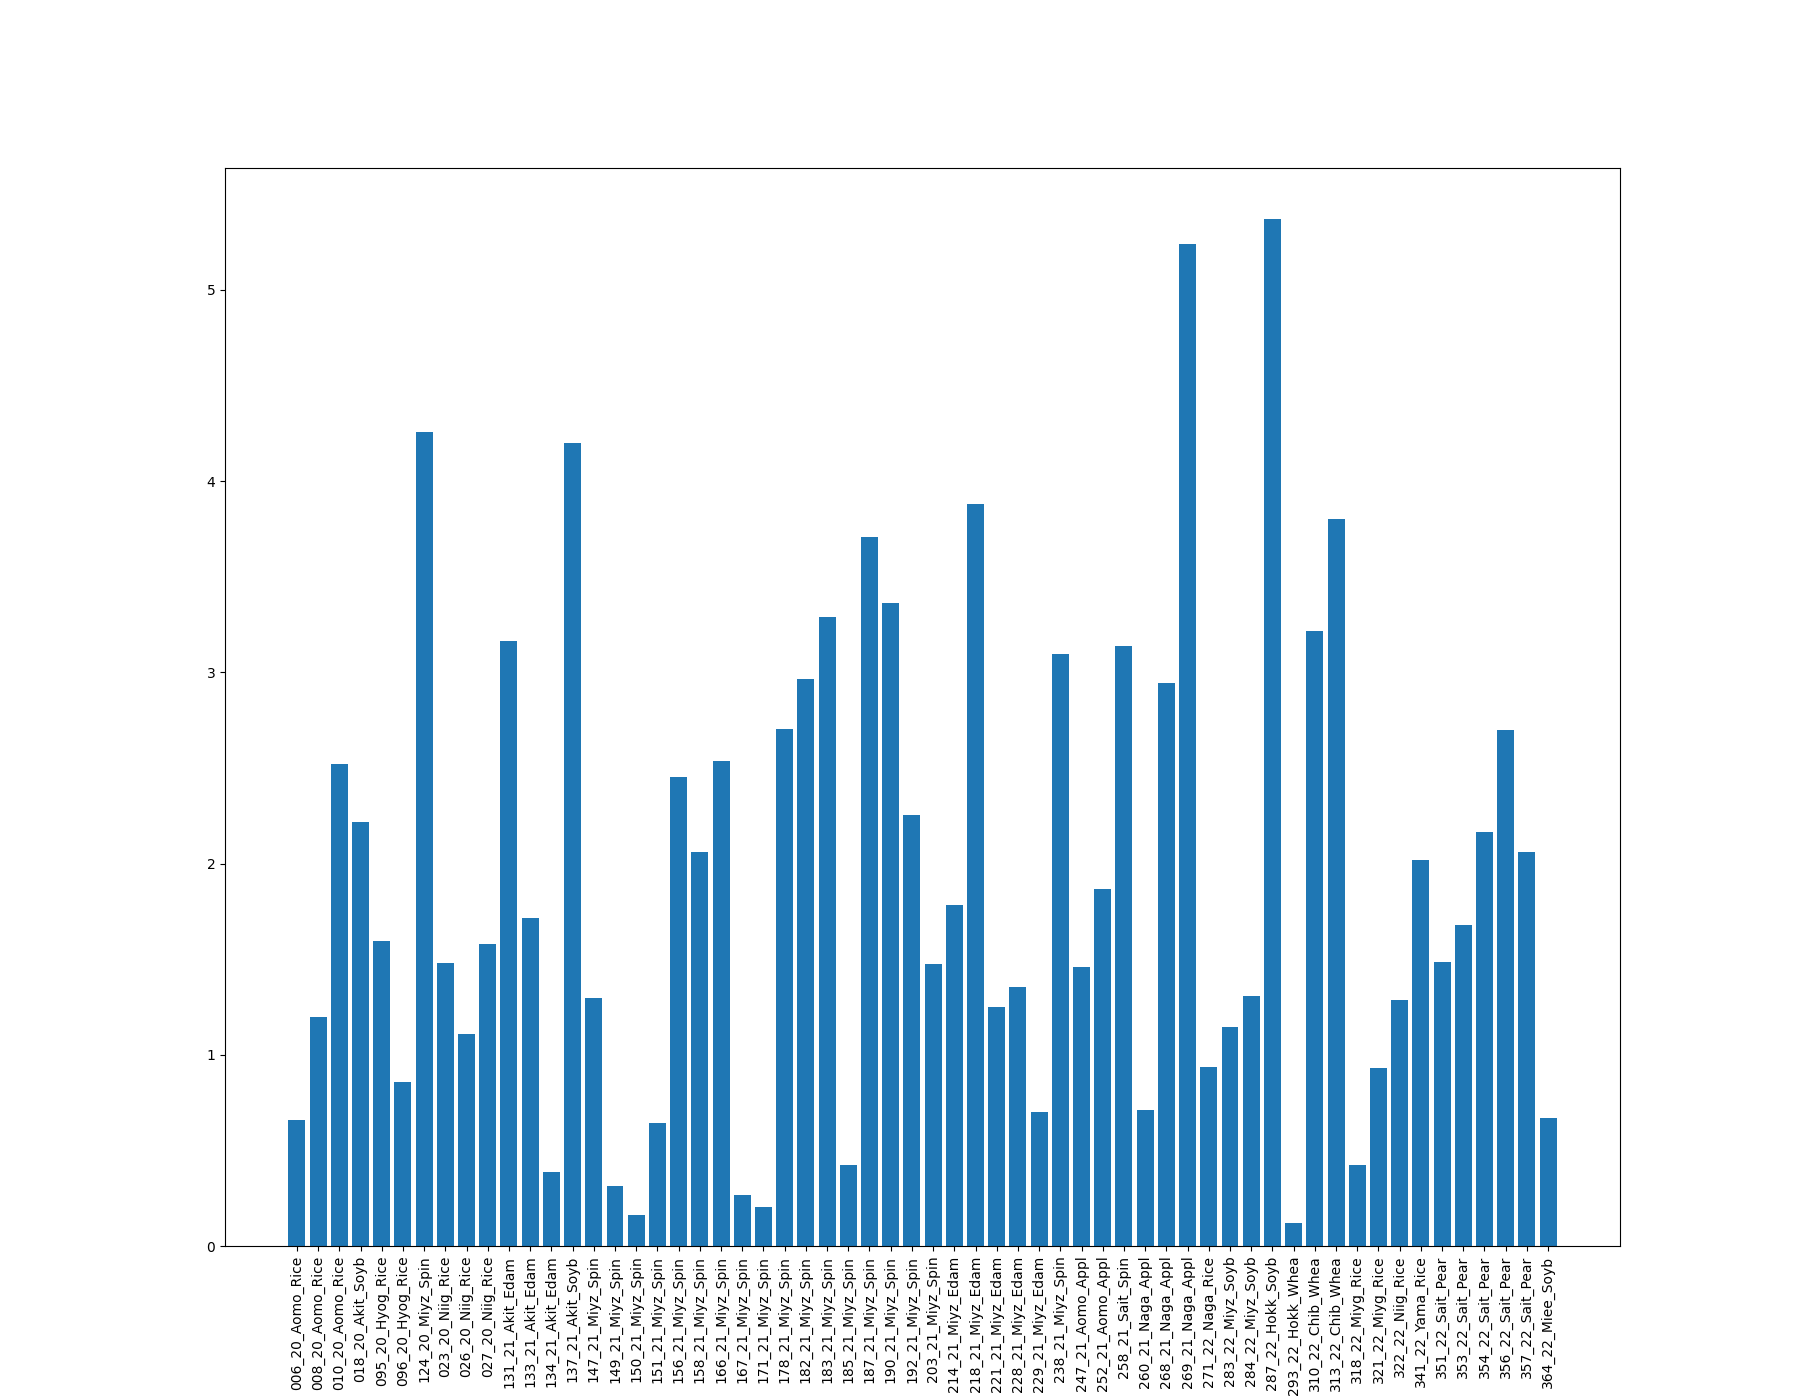 5
4
3
2
1
0
006_20_Aomo_Rice
008_20_Aomo_Rice
010_20_Aomo_Rice
018_20_Akit_Soyb
095_20_Hyog_Rice
096_20_Hyog_Rice
124_20_Miyz_Spin
023_20_Niig_Rice
026_20_Niig_Rice
027_20_Niig_Rice
131_21_Akit_Edam
133_21_Akit_Edam
134_21_Akit_Edam
137_21_Akit_Soyb
147_21_Miyz_Spin
149_21_Miyz_Spin
150_21_Miyz_Spin
151_21_Miyz_Spin
156_21_Miyz_Spin
158_21_Miyz_Spin
166_21_Miyz_Spin
167_21_Miyz_Spin
171_21_Miyz_Spin
178_21_Miyz_Spin
182_21_Miyz_Spin
183_21_Miyz_Spin
185_21_Miyz_Spin
187_21_Miyz_Spin
190_21_Miyz_Spin
192_21_Miyz_Spin
203_21_Miyz_Spin
214_21_Miyz_Edam
218_21_Miyz_Edam
221_21_Miyz_Edam
228_21_Miyz_Edam
229_21_Miyz_Edam
238_21_Miyz_Spin
247_21_Aomo_Appl
252_21_Aomo_Appl
258_21_Sait_Spin
260_21_Naga_Appl
268_21_Naga_Appl
269_21_Naga_Appl
271_22_Naga_Rice
283_22_Miyz_Soyb
284_22_Miyz_Soyb
287_22_Hokk_Soyb
293_22_Hokk_Whea
310_22_Chib_Whea
313_22_Chib_Whea
318_22_Miyg_Rice
321_22_Miyg_Rice
322_22_Niig_Rice
341_22_Yama_Rice
351_22_Sait_Pear
353_22_Sait_Pear
354_22_Sait_Pear
356_22_Sait_Pear
357_22_Sait_Pear
364_22_Miee_Soyb